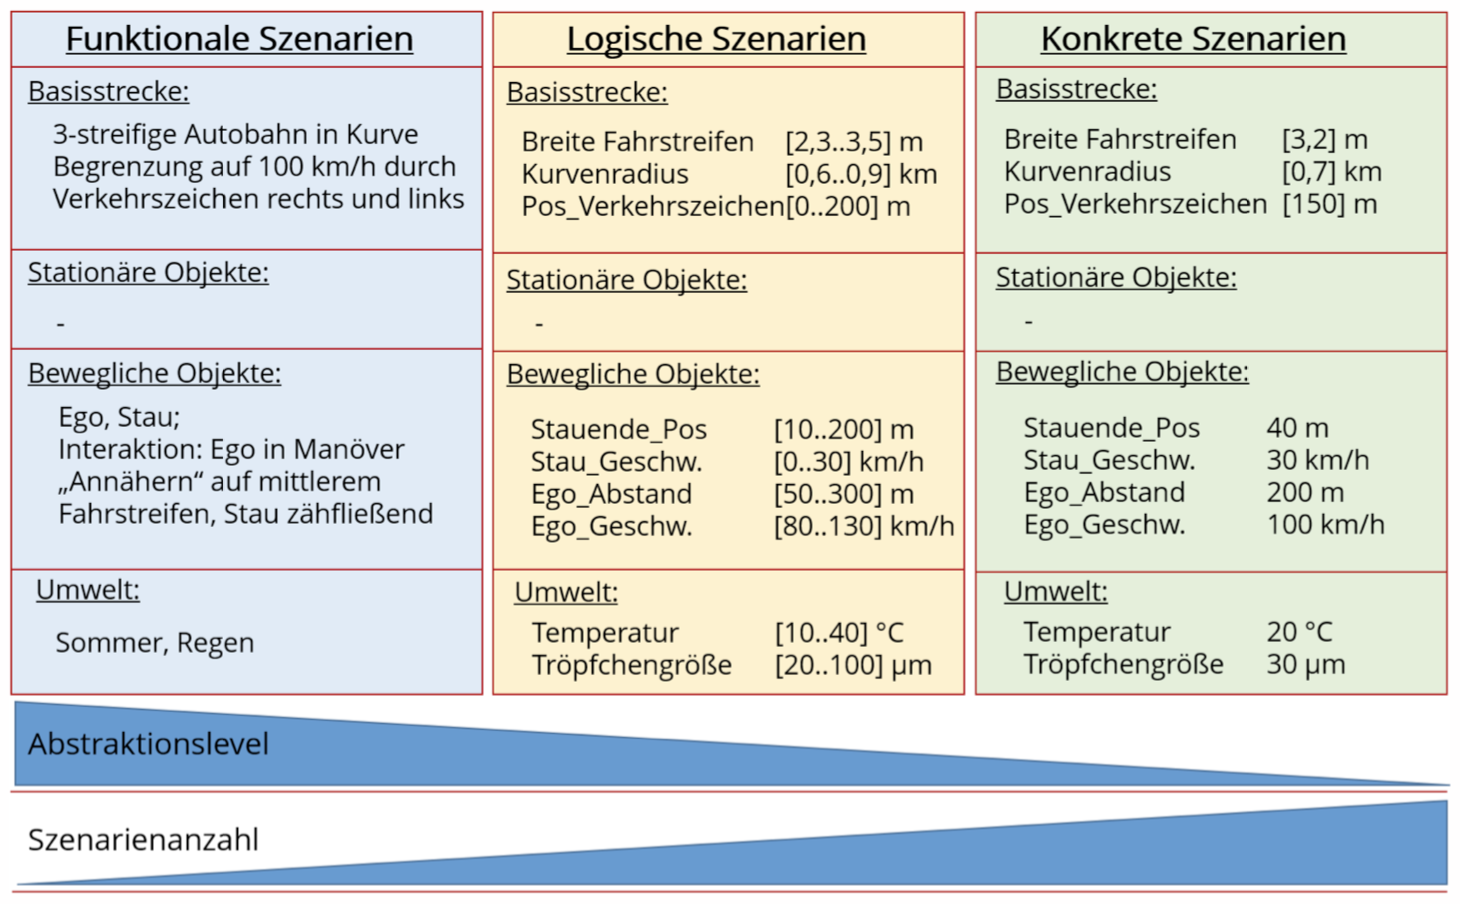 Funktionale Szenarien
Basisstrecke:
3-streifige Autobahn in Kurve
Begrenzung auf 100 km/h durch
Verkehrszeichen rechts und links
Stationäre Objekte:
-
Bewegliche Objekte:
Ego, Stau;
Interaktion: Ego in Manöver
„Annähern“ auf mittlerem
Fahrstreifen, Stau zähfließend
Umwelt:
Sommer, Regen
Logische Szenarien
Basisstrecke:
Breite Fahrstreifen [2,3..3,5] m
Kurvenradius [0,6..0,9] km
Pos_Verkehrszeichen[0..200] m
Stationäre Objekte:
-
Bewegliche Objekte:
Stauende_Pos [10..200] m
Stau_Geschw. [0..30] km/h
Ego_Abstand [50..300] m
Ego_Geschw. [80..130] km/h
Umwelt:
Temperatur [10..40] °C
Tröpfchengröße [20..100] µm
Konkrete Szenarien
Basisstrecke:
Breite Fahrstreifen [3,2] m
Kurvenradius [0,7] km
Pos_Verkehrszeichen [150] m
Stationäre Objekte:
-
Bewegliche Objekte:
Stauende_Pos 40 m
Stau_Geschw. 30 km/h
Ego_Abstand 200 m
Ego_Geschw. 100 km/h
Umwelt:
Temperatur 20 °C
Tröpfchengröße 30 µm
Abstraktionslevel
Szenarienanzahl